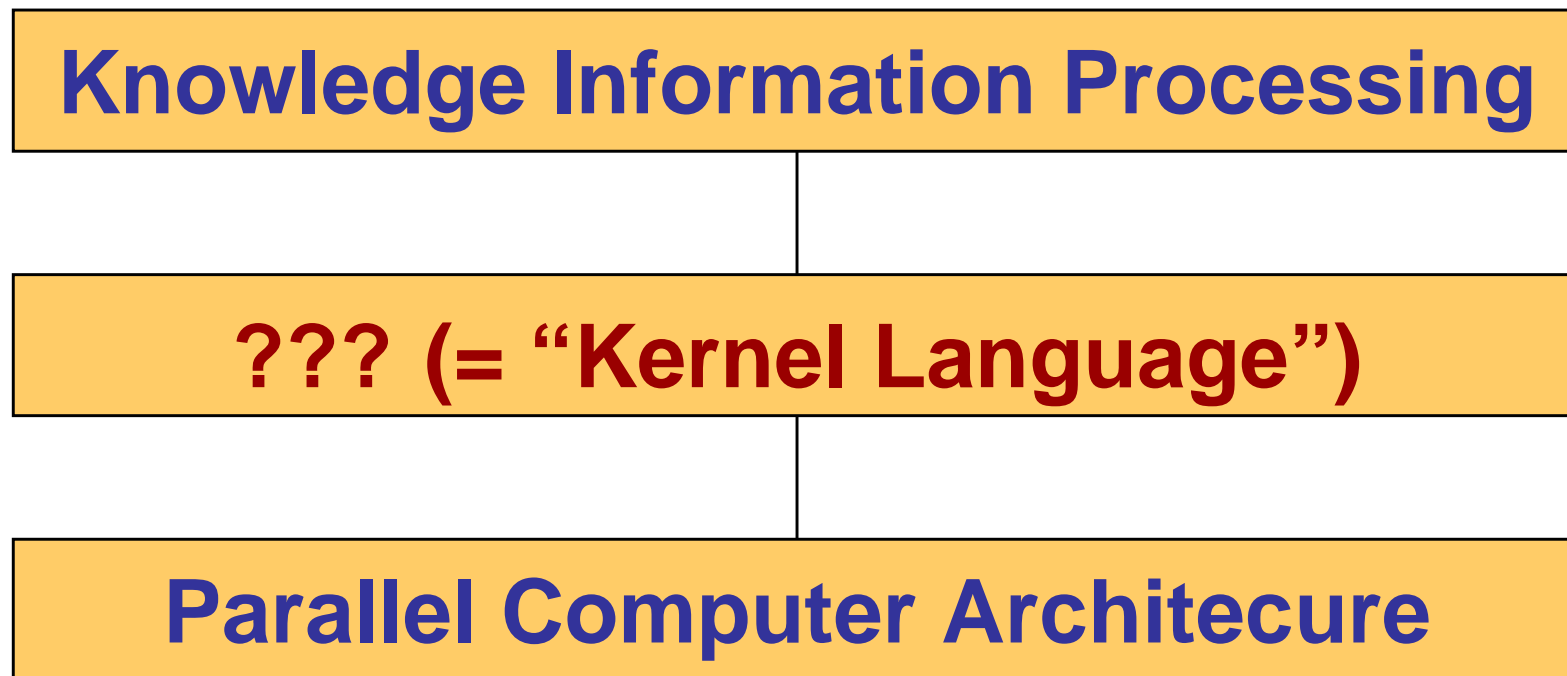 Knowledge Information Processing
??? (= “Kernel Language”)
Parallel Computer Architecure